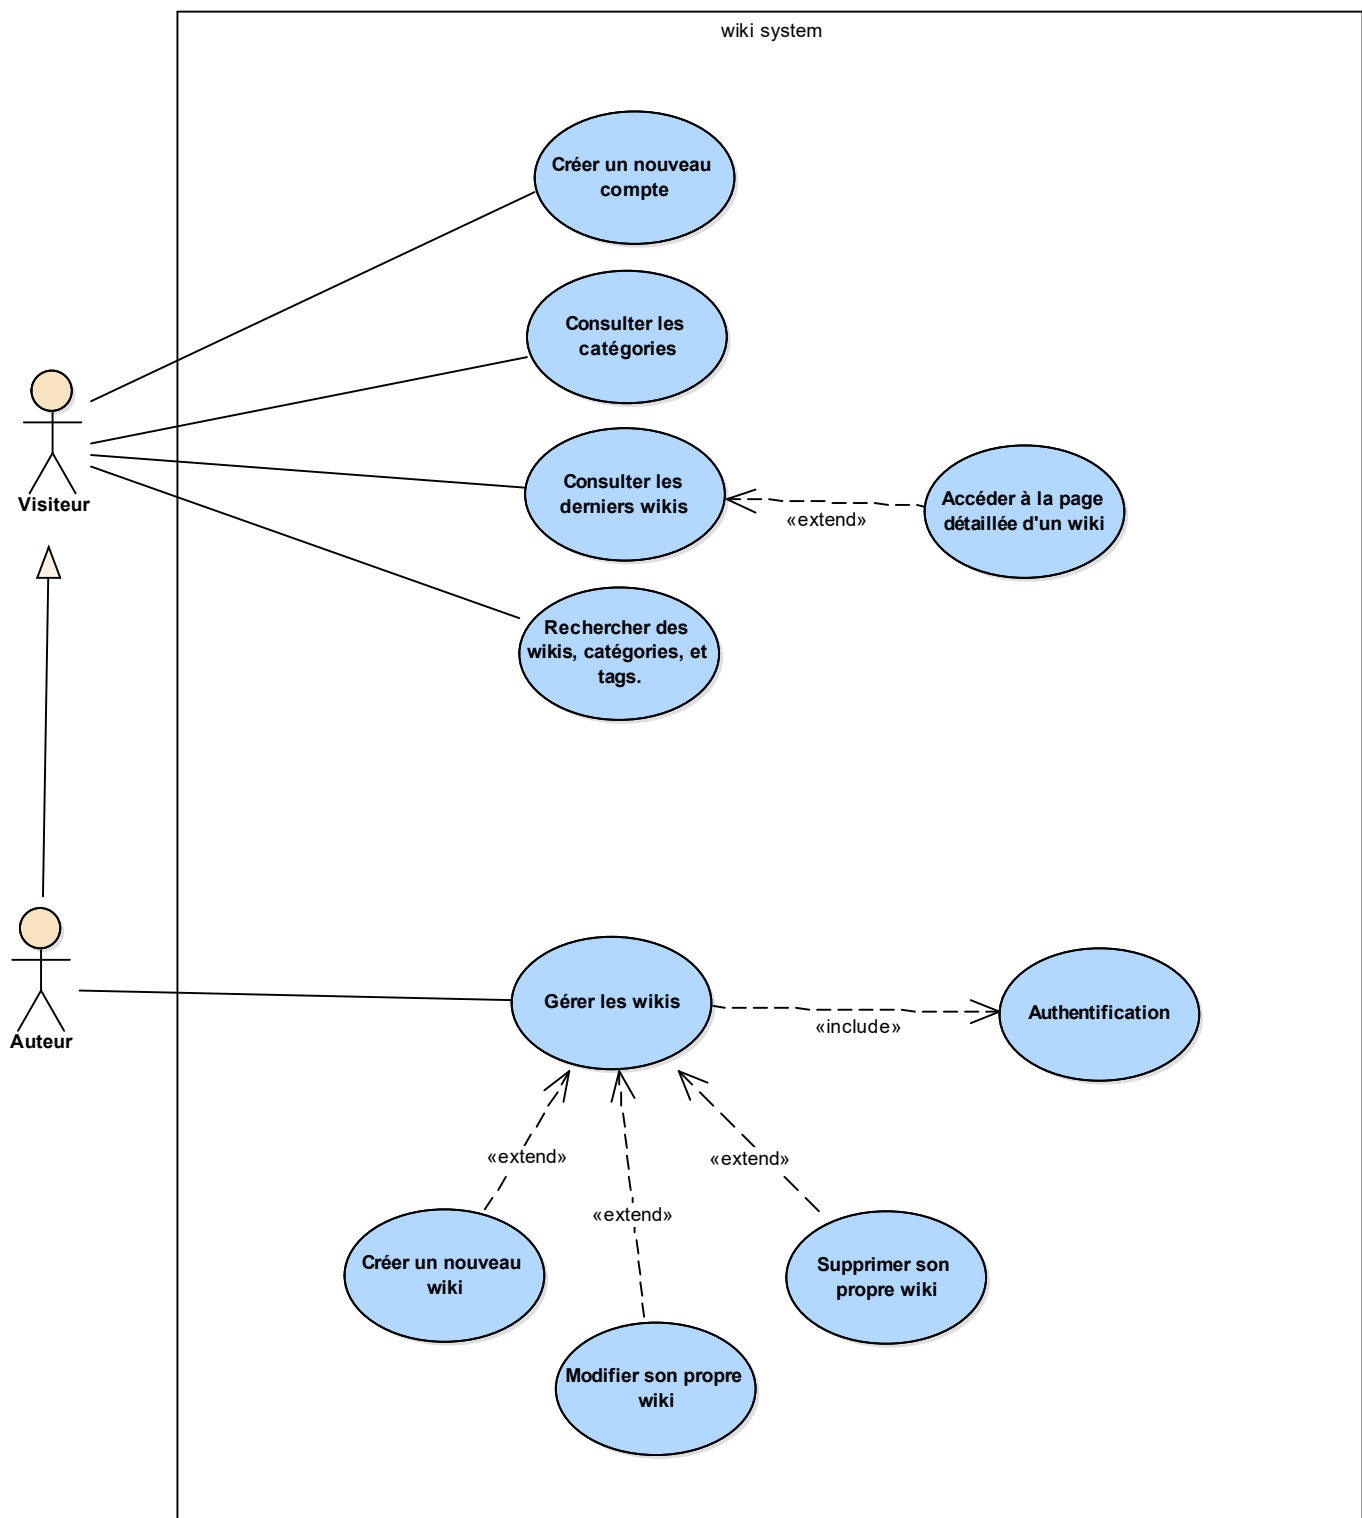 wiki system
Créer un nouveau
compte
Consulter les
catégories
Visiteur
Consulter les
derniers wikis
«extend»
Accéder à la page
détaillée d'un wiki
Rechercher des
wikis, catégories, et
tags.
Auteur
Gérer les wikis
«include»
Authentification
«extend»
«extend»
«extend»
Créer un nouveau
wiki
Modifier son propre
wiki
Supprimer son
propre wiki